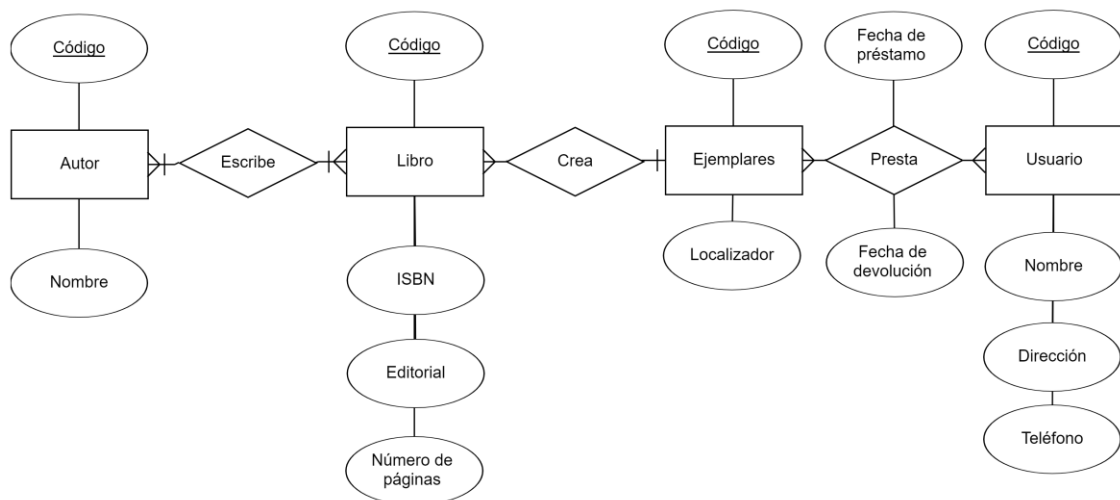 Código
Código
Código
Fecha de
préstamo
Código
Autor
Escribe
Libro
Crea
Ejemplares
Presta
Usuario
Nombre
ISBN
Localizador
Fecha de
devolución
Nombre
Editorial
Dirección
Número de
páginas
Teléfono